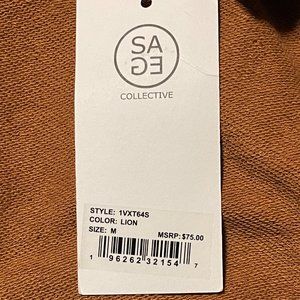 SA
GE
COLLECTIVE
STYLE: 1VXT64S
COLOR: LION
SIZE: M MSRP: $75.00
1 96262 32154 7